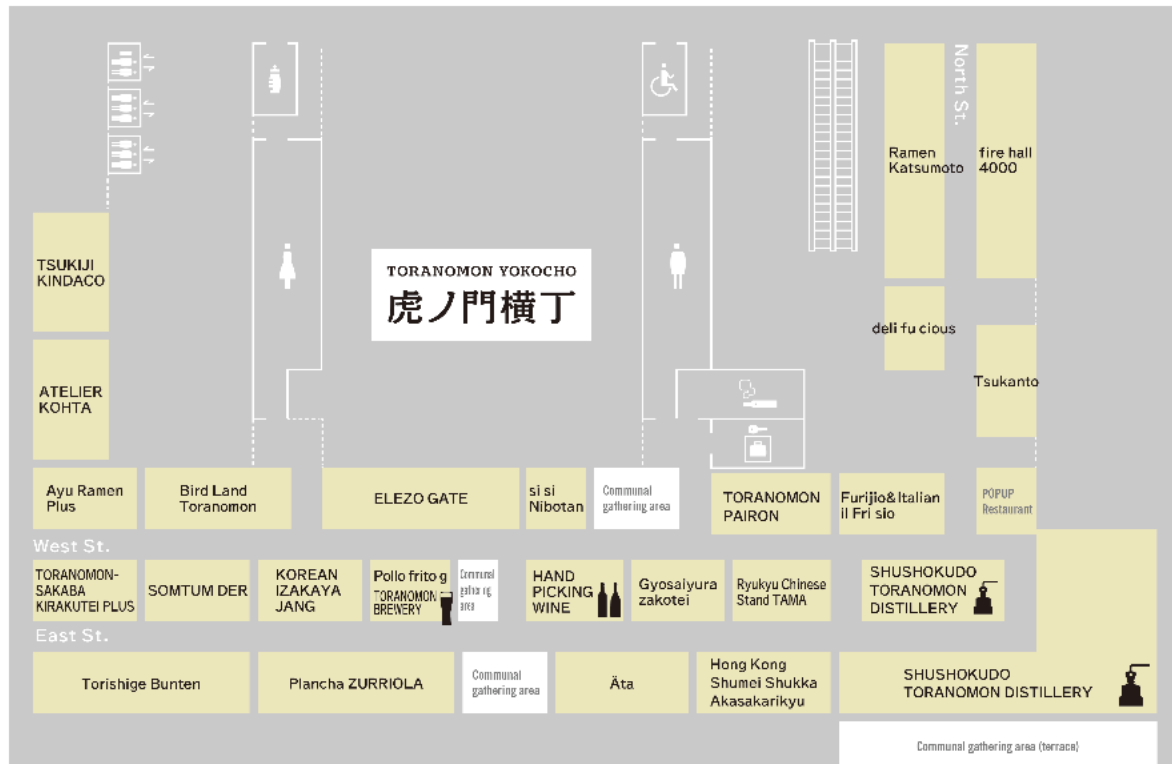 North St.
Ramen
Katsumoto
fire hall
4000
TSUKIJI
KINDACO
TORANOMON YOKOCHO
虎ノ門横丁
deli fu cious
ATELIER
KOHTA
Tsukanto
Ayu Ramen
Plus
Bird Land
Toranomon
ELEZO GATE
si si
Nibotan
Communal
gathering area
TORANOMON
PAIRON
Furijio&Italian
il Fri sio
POPUP
Restaurant
West St.
TORANOMON-
SAKABA
KIRAKUTEI PLUS
SOMTUM DER
KOREAN
IZAKAYA
JANG
Pollo frito g
TORANOMON
BREWERY
Communal
gathering
area
HAND
PICKING
WINE
Gyosaiyura
zakotei
Ryukyu Chinese
Stand TAMA
SHUSHOKUDO
TORANOMON
DISTILLERY
East St.
Torishige Bunten
Plancha ZURRIOLA
Communal
gathering area
Äta
Hong Kong
Shumei Shukka
Akasakarikyu
SHUSHOKUDO
TORANOMON DISTILLERY
Communal gathering area (terrace)